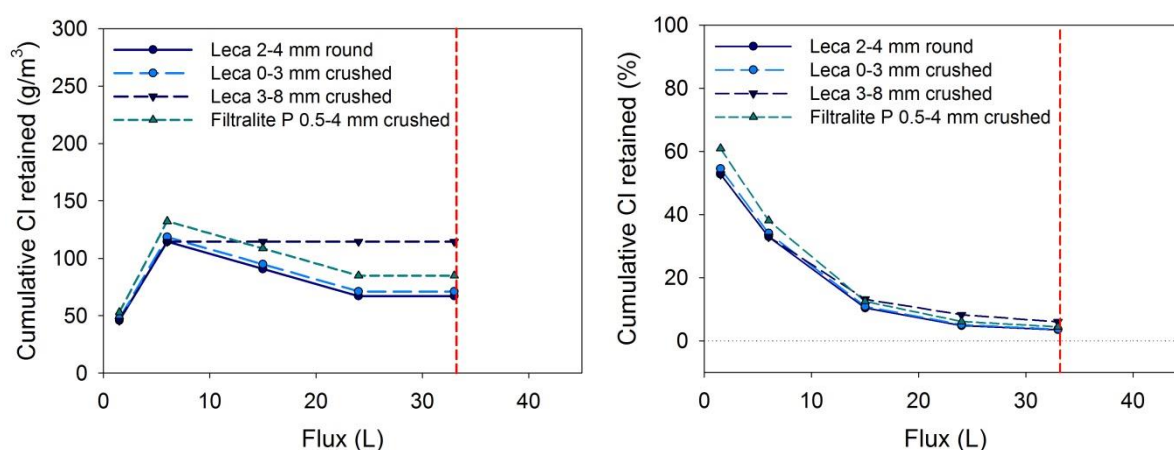 Cumulative Cl retained (g/m³)
300
250
200
150
100
50
0
Leca 2-4 mm round
Leca 0-3 mm crushed
Leca 3-8 mm crushed
Filtralite P 0.5-4 mm crushed
0 10 20 30 40
Flux (L)
Cumulative Cl retained (%)
100
80
60
40
20
0
Leca 2-4 mm round
Leca 0-3 mm crushed
Leca 3-8 mm crushed
Filtralite P 0.5-4 mm crushed
0 10 20 30 40
Flux (L)